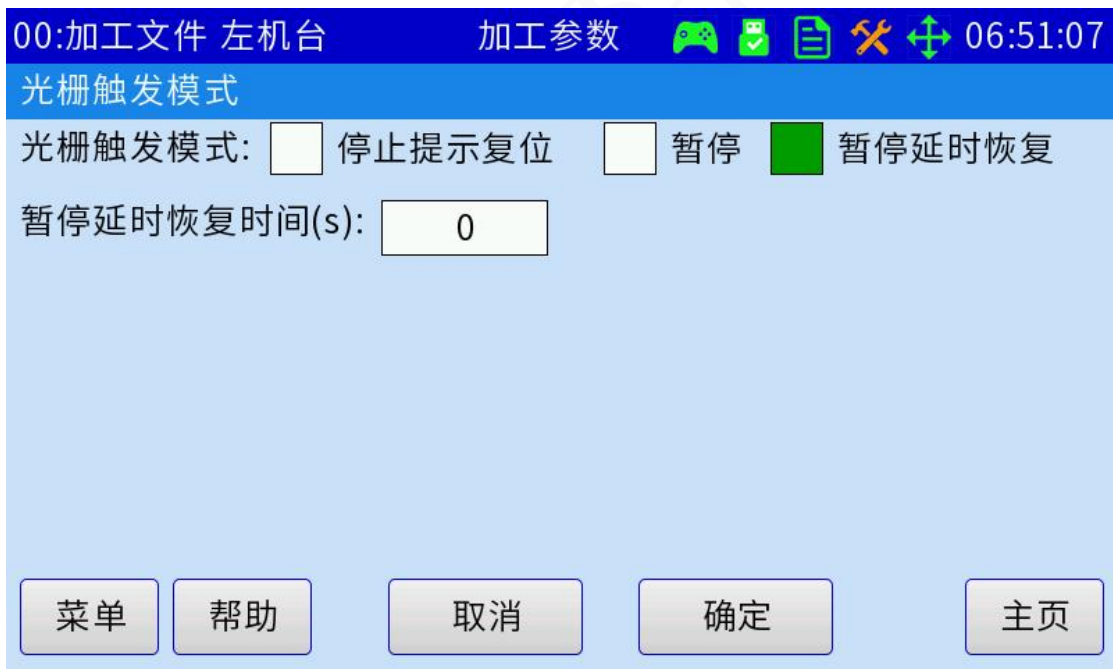 00:加工文件 左机台 加工参数 06:51:07
光栅触发模式
光栅触发模式: 停止提示复位 暂停 暂停延时恢复
暂停延时恢复时间(s): 0
菜单 帮助 取消 确定 主页